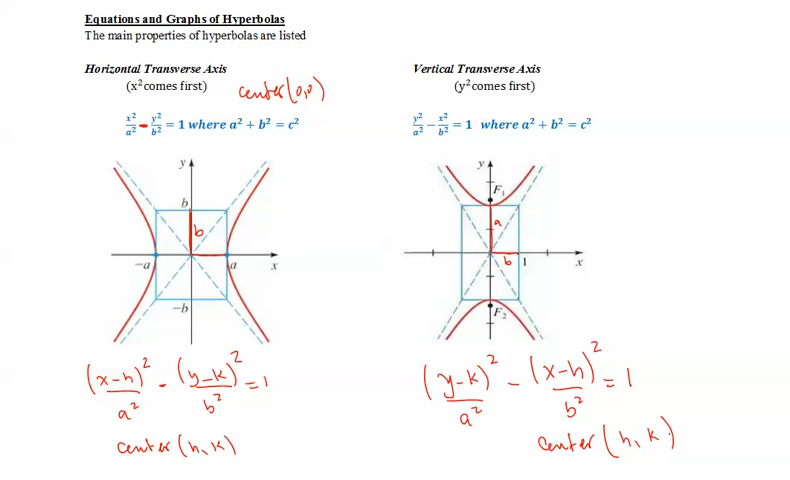 Equations and Graphs of Hyperbolas
The main properties of hyperbolas are listed
Horizontal Transverse Axis
(x² comes first)
center (0,0)
x²/a² - y²/b² = 1 where a² + b² = c²
y
b
b
-a
a
x
-b
(x-h)²/a² - (y-k)²/b² = 1
center (h, k)
Vertical Transverse Axis
(y² comes first)
y²/a² - x²/b² = 1 where a² + b² = c²
y
F₁
a
b
1
x
F₂
(y-k)²/a² - (x-h)²/b² = 1
center (h, k)